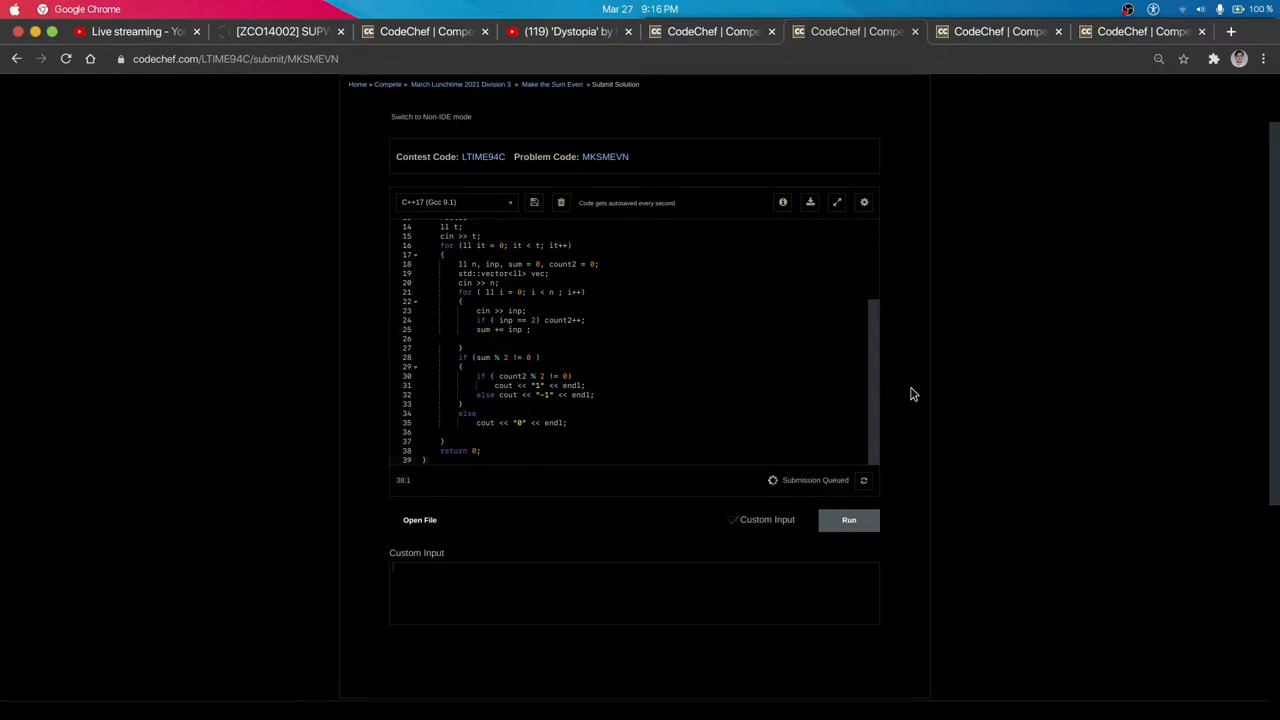 Google Chrome
Mar 27 9:16 PM
100 %
Live streaming - Yo
[ZCO14002] SUPW
CodeChef | Compe
(119) 'Dystopia' by
CodeChef | Compe
CodeChef | Compe
CodeChef | Compe
CodeChef | Compe
codechef.com/LTIME94C/submit/MKSMEVN
Home » Compete » March Lunchtime 2021 Division 3 » Make the Sum Even » Submit Solution
Switch to Non-IDE mode
Contest Code: LTIME94C Problem Code: MKSMEVN
C++17 (Gcc 9.1)
Code gets autosaved every second
14 ll t;
15 cin >> t;
16 for (ll it = 0; it < t; it++)
17 {
18 ll n, inp, sum = 0, count2 = 0;
19 std::vector<ll> vec;
20 cin >> n;
21 for ( ll i = 0; i < n ; i++)
22 {
23 cin >> inp;
24 if ( inp == 2) count2++;
25 sum += inp ;
26
27 }
28 if (sum % 2 != 0 )
29 {
30 if ( count2 % 2 != 0)
31 cout << "1" << endl;
32 else cout << "-1" << endl;
33 }
34 else
35 cout << "0" << endl;
36
37 }
38 return 0;
39 }
38:1
Submission Queued
Open File
Custom Input
Run
Custom Input